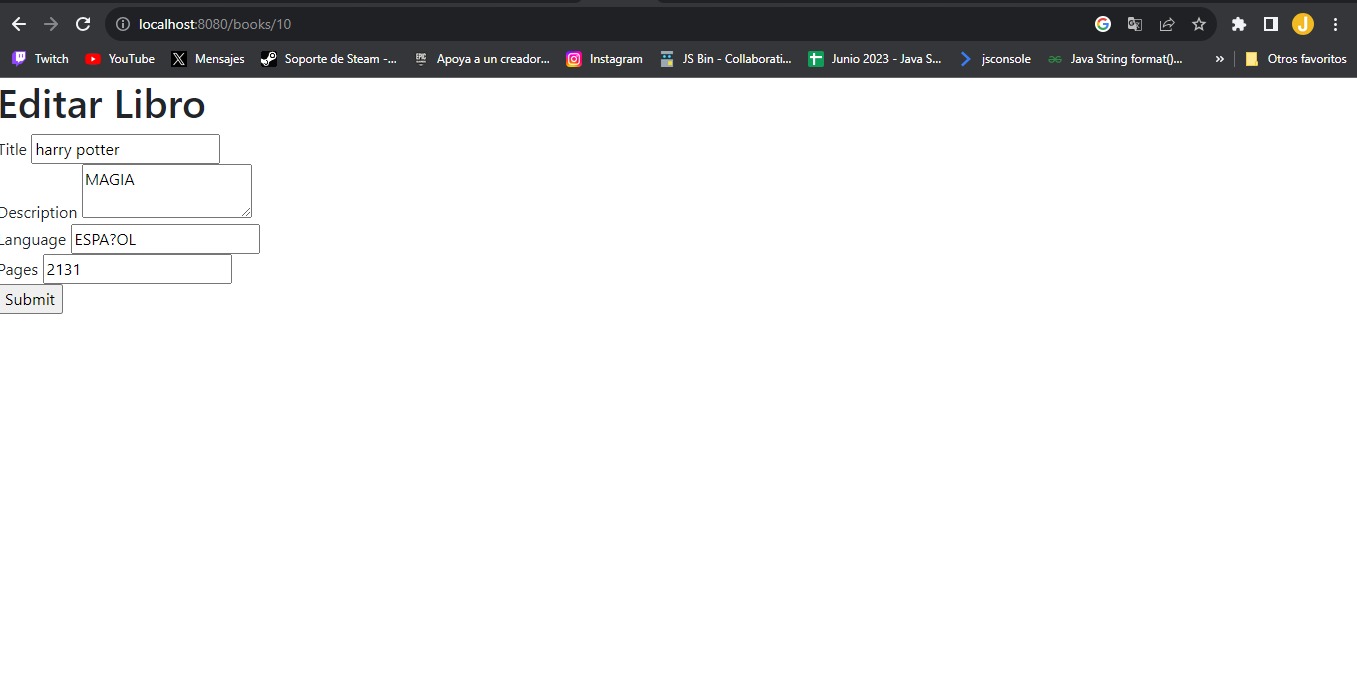 localhost:8080/books/10
Twitch YouTube Mensajes Soporte de Steam -... Apoya a un creador... Instagram JS Bin - Collaborati... Junio 2023 - Java S... jsconsole Java String format()... » Otros favoritos
Editar Libro
Title harry potter
MAGIA
Description
Language ESPA?OL
Pages 2131
Submit